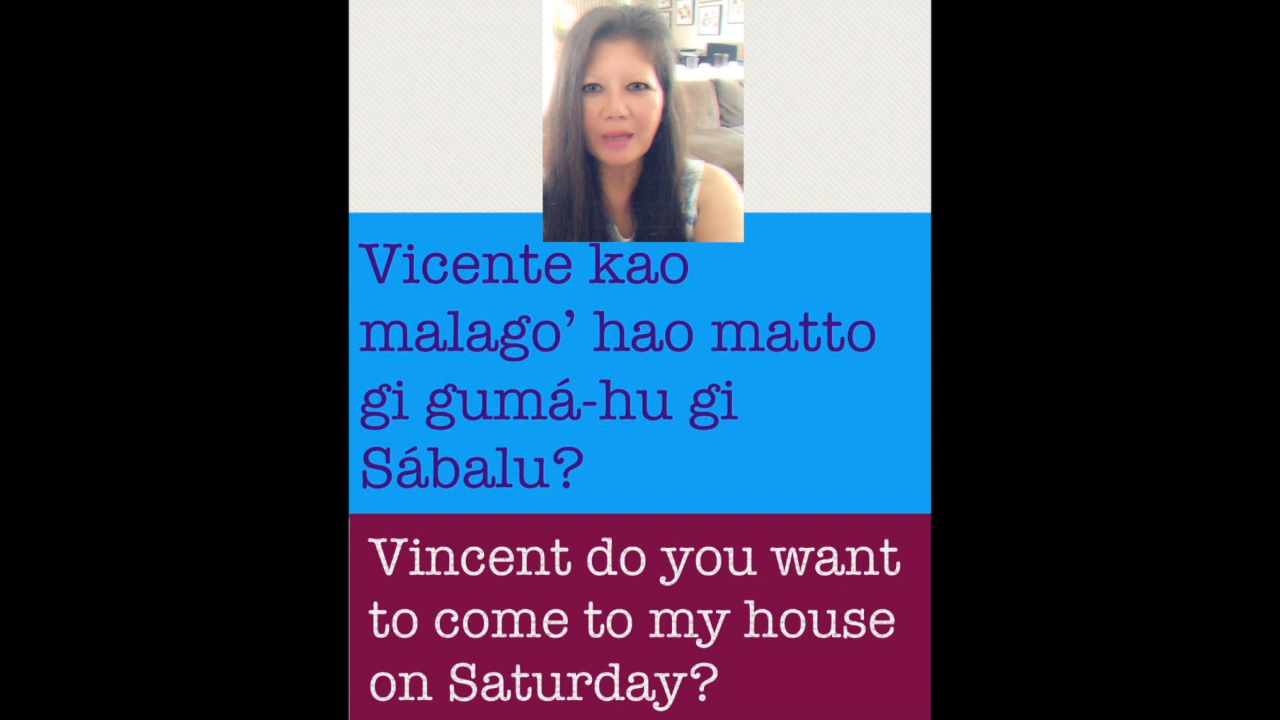 Vicente kao
malago’ hao matto
gi gumá-hu gi
Sábalu?
Vincent do you want
to come to my house
on Saturday?